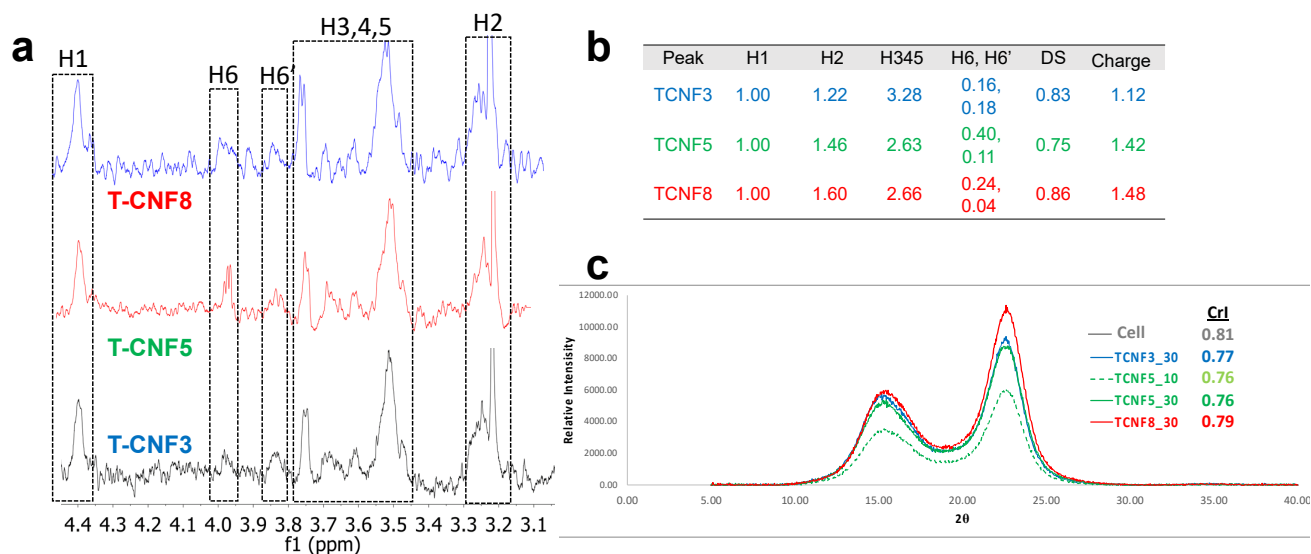 a
H1
H6
H6'
H3,4,5
H2
T-CNF8
T-CNF5
T-CNF3
4.4 4.3 4.2 4.1 4.0 3.9 3.8 3.7 3.6 3.5 3.4 3.3 3.2 3.1
f1 (ppm)
b
Peak H1 H2 H345 H6, H6’ DS Charge
TCNF3 1.00 1.22 3.28 0.16, 0.83 1.12
0.18
TCNF5 1.00 1.46 2.63 0.40, 0.75 1.42
0.11
TCNF8 1.00 1.60 2.66 0.24, 0.86 1.48
0.04
c
Relative Intensisity
12000.00
10000.00
8000.00
6000.00
4000.00
2000.00
0.00
0.00 5.00 10.00 15.00 20.00 25.00 30.00 35.00 40.00
2θ
CrI
Cell 0.81
TCNF3_30 0.77
TCNF5_10 0.76
TCNF5_30 0.76
TCNF8_30 0.79